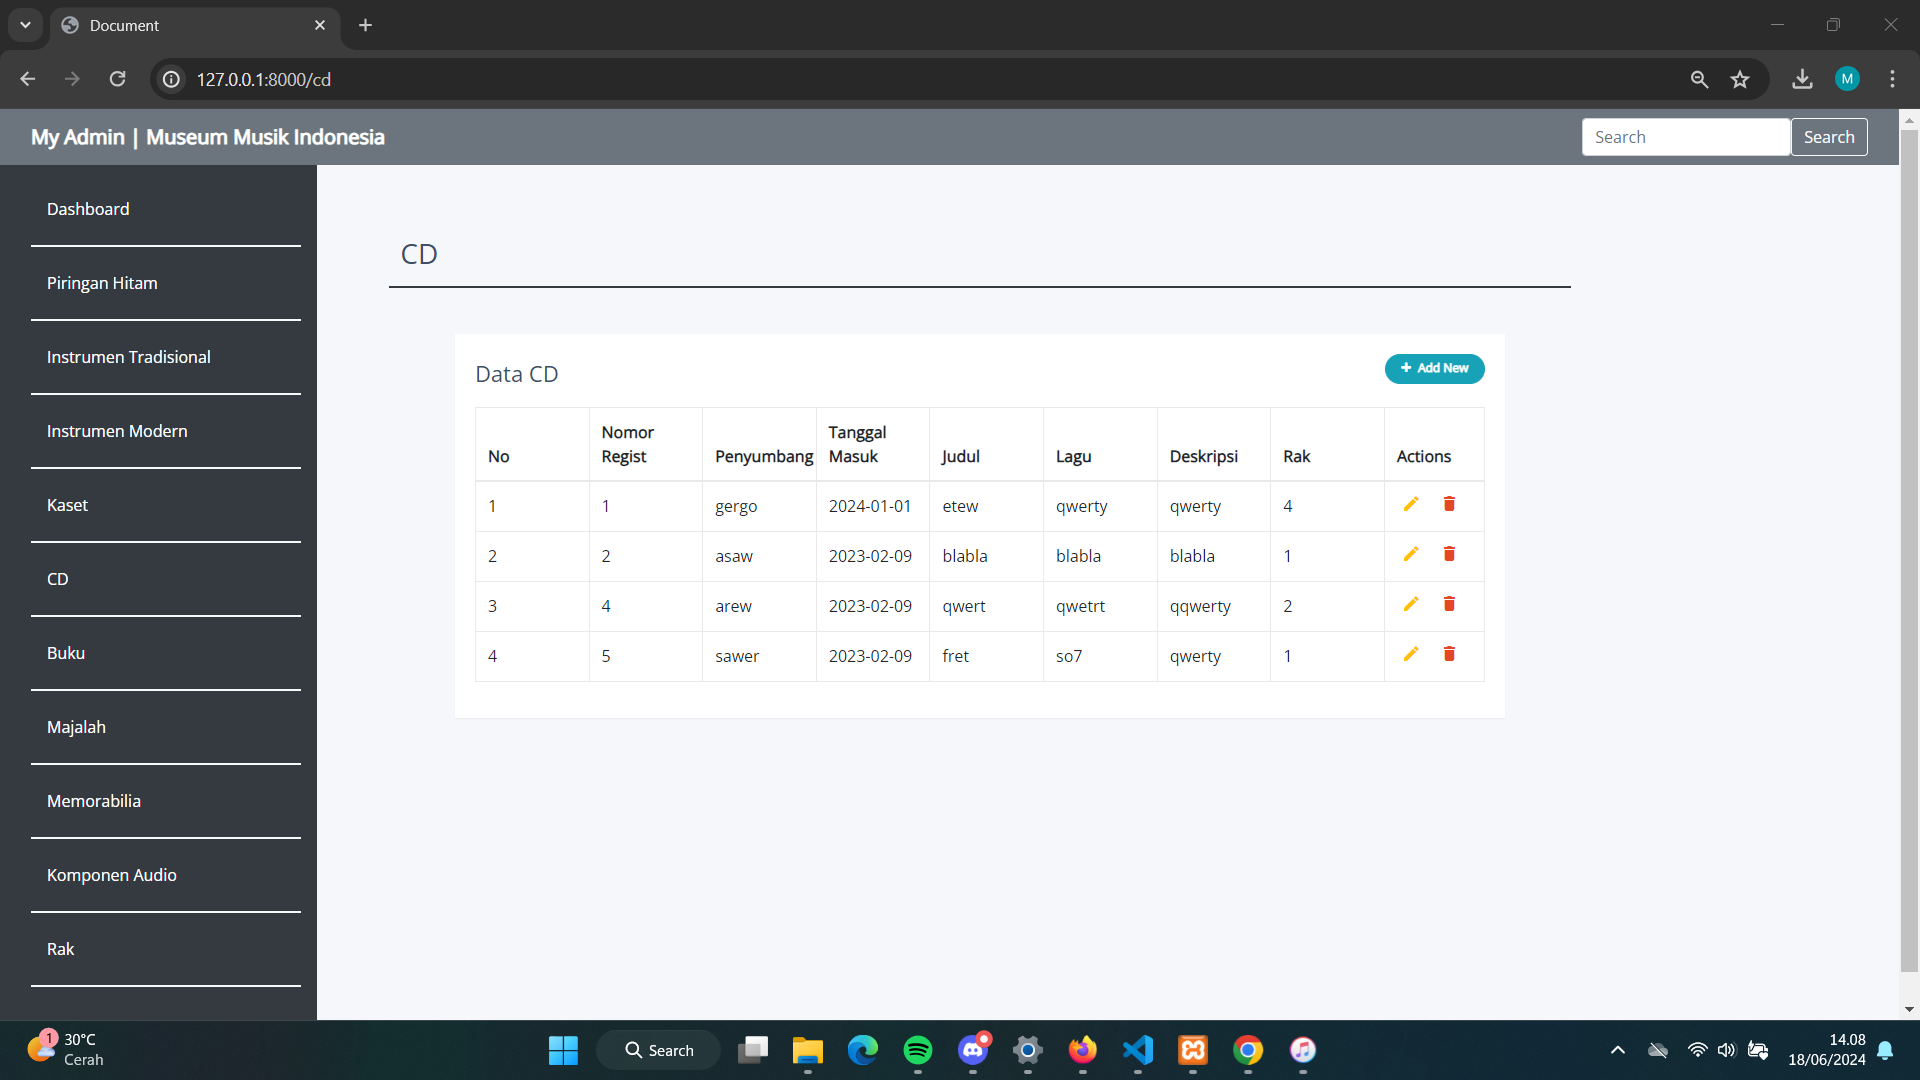 Document
127.0.0.1:8000/cd
M
My Admin | Museum Musik Indonesia
Search
Search
Dashboard
Piringan Hitam
Instrumen Tradisional
Instrumen Modern
Kaset
CD
Buku
Majalah
Memorabilia
Komponen Audio
Rak
CD
Data CD
+ Add New
No Nomor Regist Penyumbang Tanggal Masuk Judul Lagu Deskripsi Rak Actions
1 1 gergo 2024-01-01 etew qwerty qwerty 4
2 2 asaw 2023-02-09 blabla blabla blabla 1
3 4 arew 2023-02-09 qwert qwetrt qqwerty 2
4 5 sawer 2023-02-09 fret so7 qwerty 1
1
30°C
Cerah
Search
14.08
18/06/2024